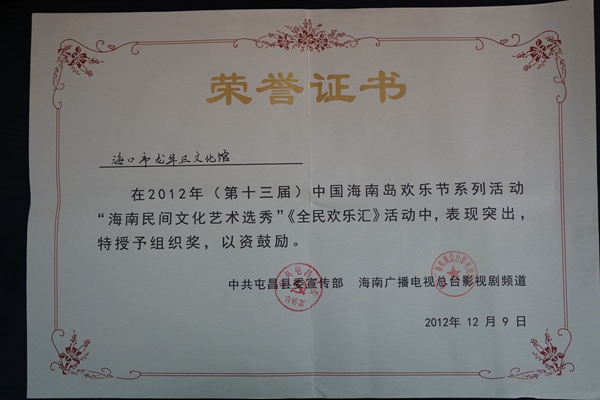 荣誉证书
海口市龙华区文化馆
在2012年（第十三届）中国海南岛欢乐节系列活动
“海南民间文化艺术选秀”《全民欢乐汇》活动中，表现突出，
特授予组织奖，以资鼓励。
中共屯昌县委宣传部 海南广播电视总台影视剧频道
2012年 12 月 9 日